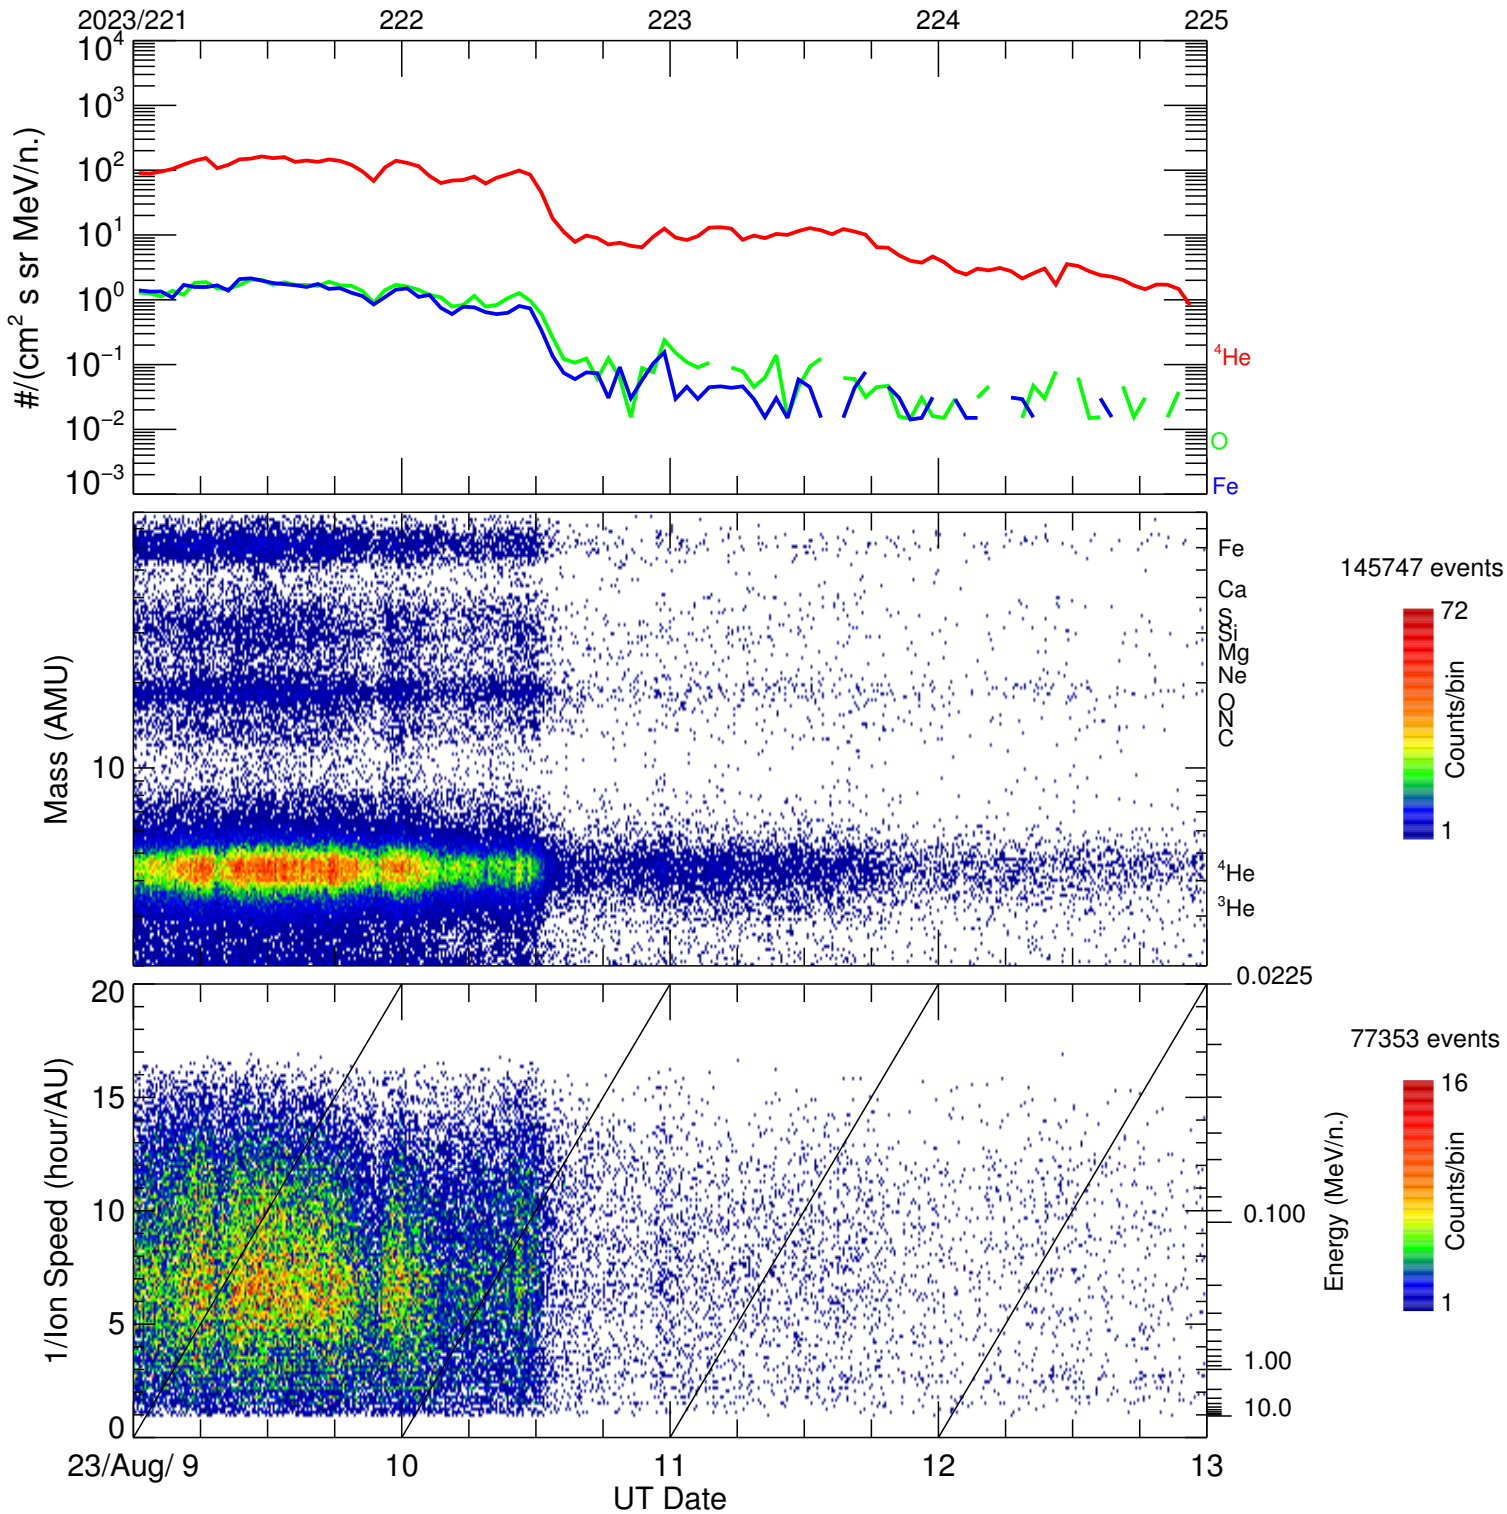 2023/221 222 223 224 225
10⁴
10³
10²
10¹
10⁰
10⁻¹
10⁻²
10⁻³
#/(cm² s sr MeV/n.)
⁴He
O
Fe
Mass (AMU)
10
Fe
Ca
S
Si
Mg
Ne
O
N
C
⁴He
³He
145747 events
72
Counts/bin
1
1/Ion Speed (hour/AU)
20
15
10
5
0
0.0225
0.100
1.00
10.0
Energy (MeV/n.)
77353 events
16
Counts/bin
1
23/Aug/ 9 10 11 12 13
UT Date